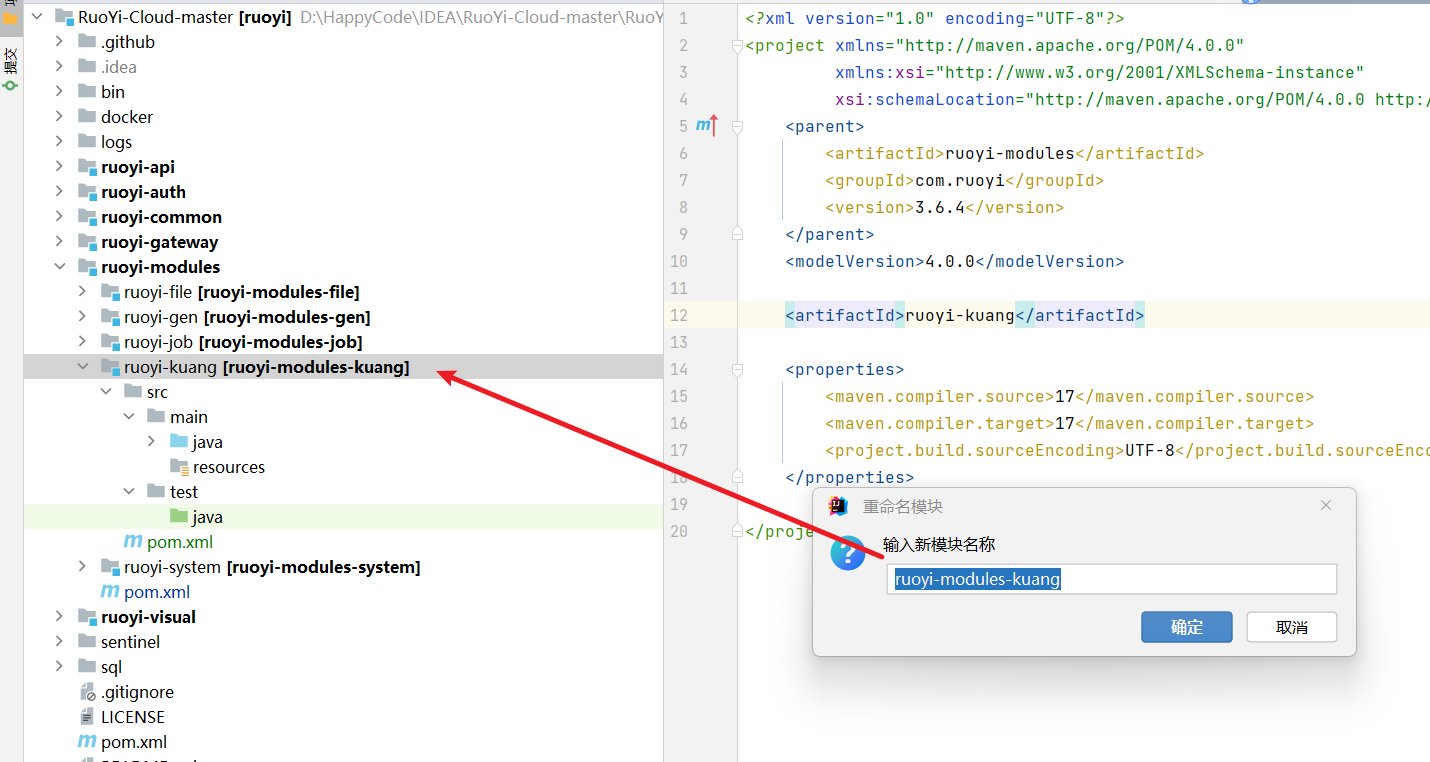 RuoYi-Cloud-master [ruoyi] D:\HappyCode\IDEA\RuoYi-Cloud-master\RuoY
.github
.idea
bin
docker
logs
ruoyi-api
ruoyi-auth
ruoyi-common
ruoyi-gateway
ruoyi-modules
ruoyi-file [ruoyi-modules-file]
ruoyi-gen [ruoyi-modules-gen]
ruoyi-job [ruoyi-modules-job]
ruoyi-kuang [ruoyi-modules-kuang]
src
main
java
resources
test
java
pom.xml
ruoyi-system [ruoyi-modules-system]
pom.xml
ruoyi-visual
sentinel
sql
.gitignore
LICENSE
pom.xml
提交
1 <?xml version="1.0" encoding="UTF-8"?>
2 <project xmlns="http://maven.apache.org/POM/4.0.0"
3 xmlns:xsi="http://www.w3.org/2001/XMLSchema-instance"
4 xsi:schemaLocation="http://maven.apache.org/POM/4.0.0 http:/
5 <parent>
6 <artifactId>ruoyi-modules</artifactId>
7 <groupId>com.ruoyi</groupId>
8 <version>3.6.4</version>
9 </parent>
10 <modelVersion>4.0.0</modelVersion>
11
12 <artifactId>ruoyi-kuang</artifactId>
13
14 <properties>
15 <maven.compiler.source>17</maven.compiler.source>
16 <maven.compiler.target>17</maven.compiler.target>
17 <project.build.sourceEncoding>UTF-8</project.build.sourceEnco
18 </properties>
19
20 </proje
重命名模块
输入新模块名称
ruoyi-modules-kuang
确定 取消